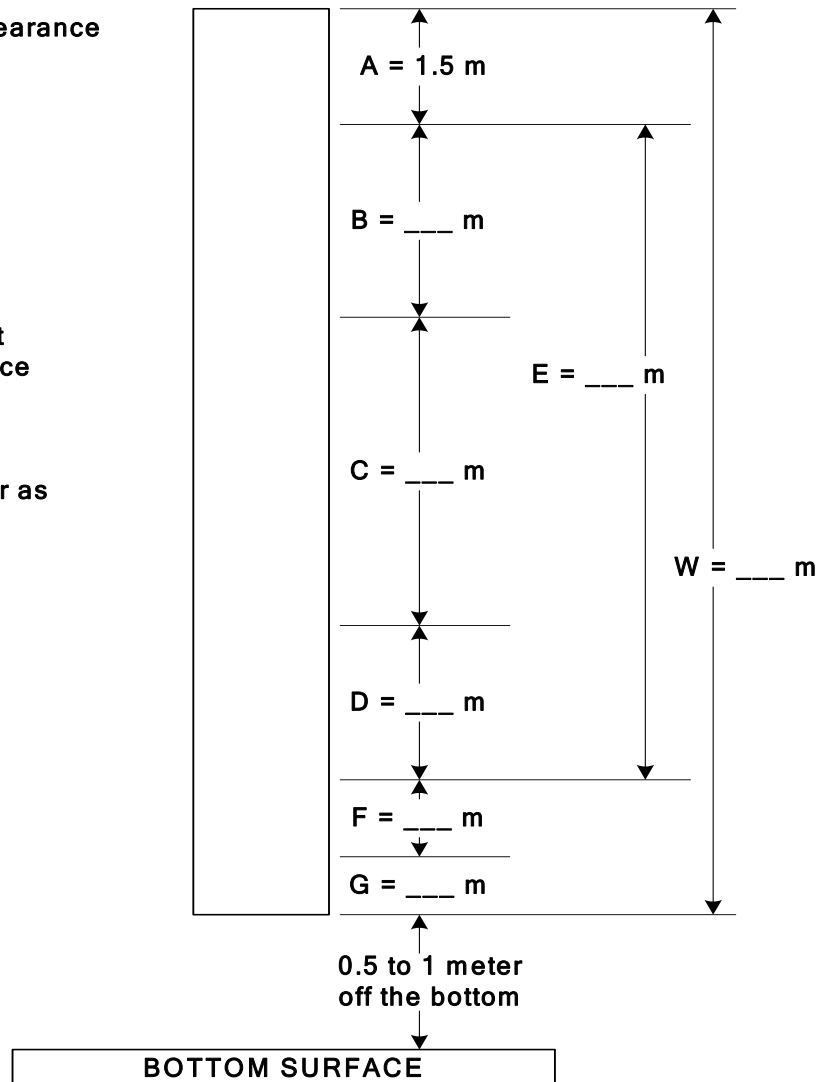 earance
A = 1.5 m
B = ___ m
t
ce
E = ___ m
C = ___ m
r as
W = ___ m
D = ___ m
F = ___ m
G = ___ m
0.5 to 1 meter
off the bottom
BOTTOM SURFACE